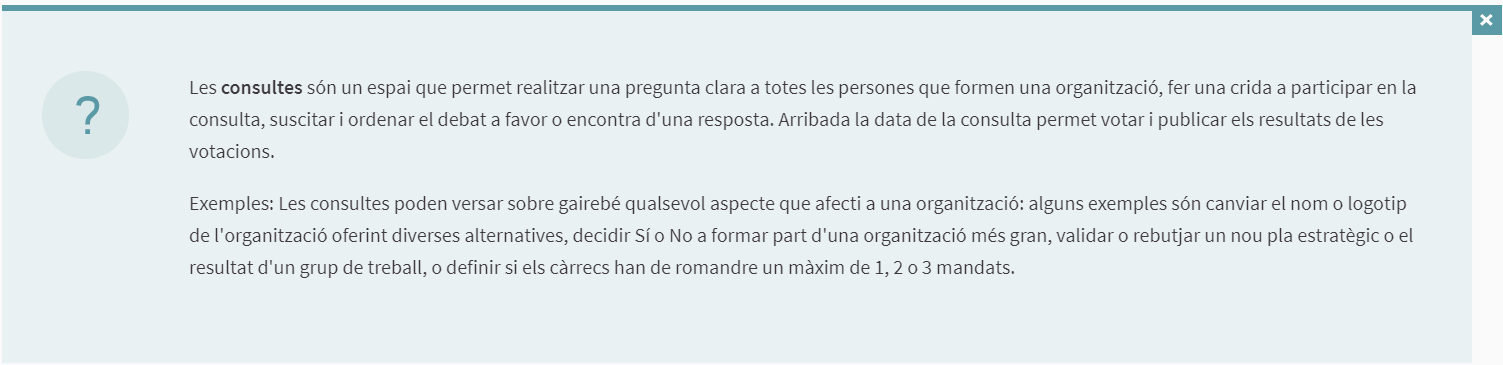 ?
Les consultes són un espai que permet realitzar una pregunta clara a totes les persones que formen una organització, fer una crida a participar en la
consulta, suscitar i ordenar el debat a favor o encontra d'una resposta. Arribada la data de la consulta permet votar i publicar els resultats de les
votacions.
Exemples: Les consultes poden versar sobre gairebé qualsevol aspecte que afecti a una organització: alguns exemples són canviar el nom o logotip
de l'organització oferint diverses alternatives, decidir Sí o No a formar part d'una organització més gran, validar o rebutjar un nou pla estratègic o el
resultat d'un grup de treball, o definir si els càrrecs han de romandre un màxim de 1, 2 o 3 mandats.